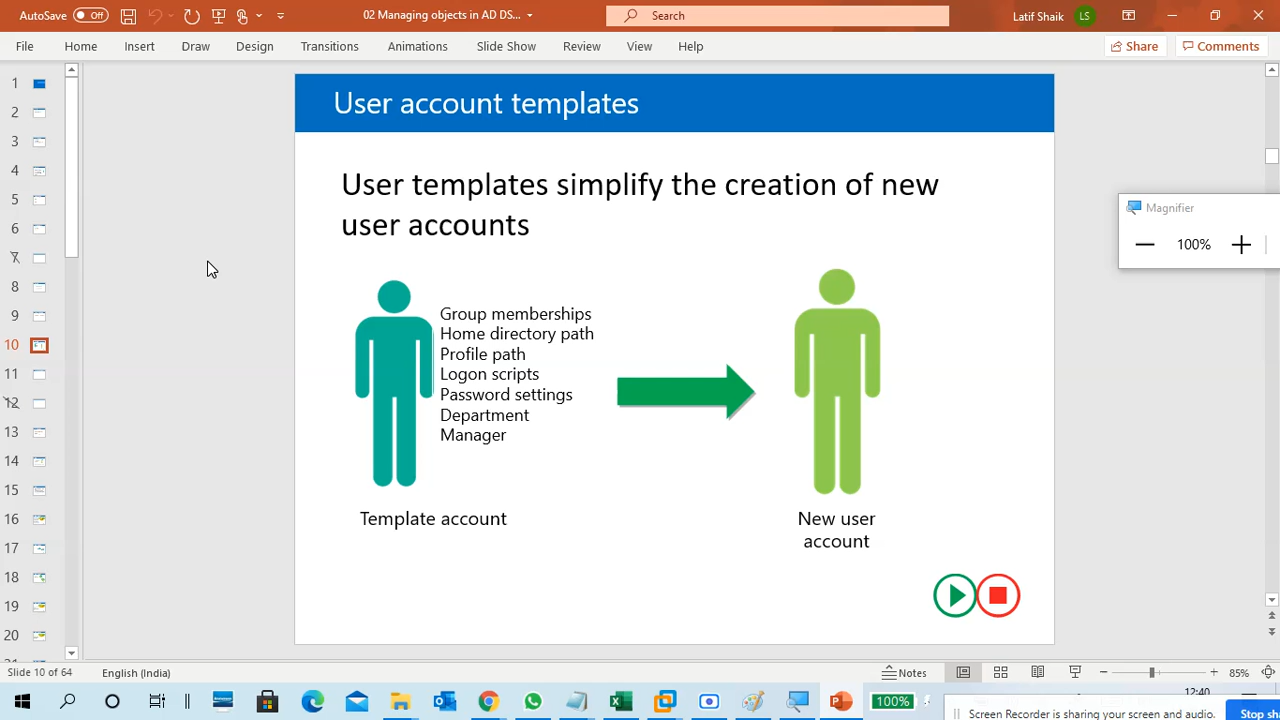 AutoSave Off
02 Managing objects in AD DS...
Search
Latif Shaik LS
File Home Insert Draw Design Transitions Animations Slide Show Review View Help
Share Comments
1
2
3
4
5
6
7
8
9
10
11
12
13
14
15
16
17
18
19
20
User account templates
User templates simplify the creation of new
user accounts
Group memberships
Home directory path
Profile path
Logon scripts
Password settings
Department
Manager
Template account
New user
account
Magnifier
100%
Slide 10 of 64 English (India) Notes 85%
100%
12:40
Screen Recorder is sharing your screen and audio.
Stop sh